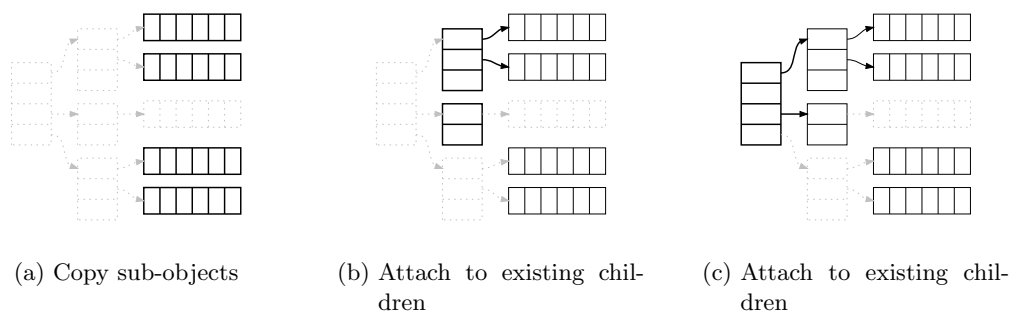 (a) Copy sub-objects
(b) Attach to existing chil-
dren
(c) Attach to existing chil-
dren